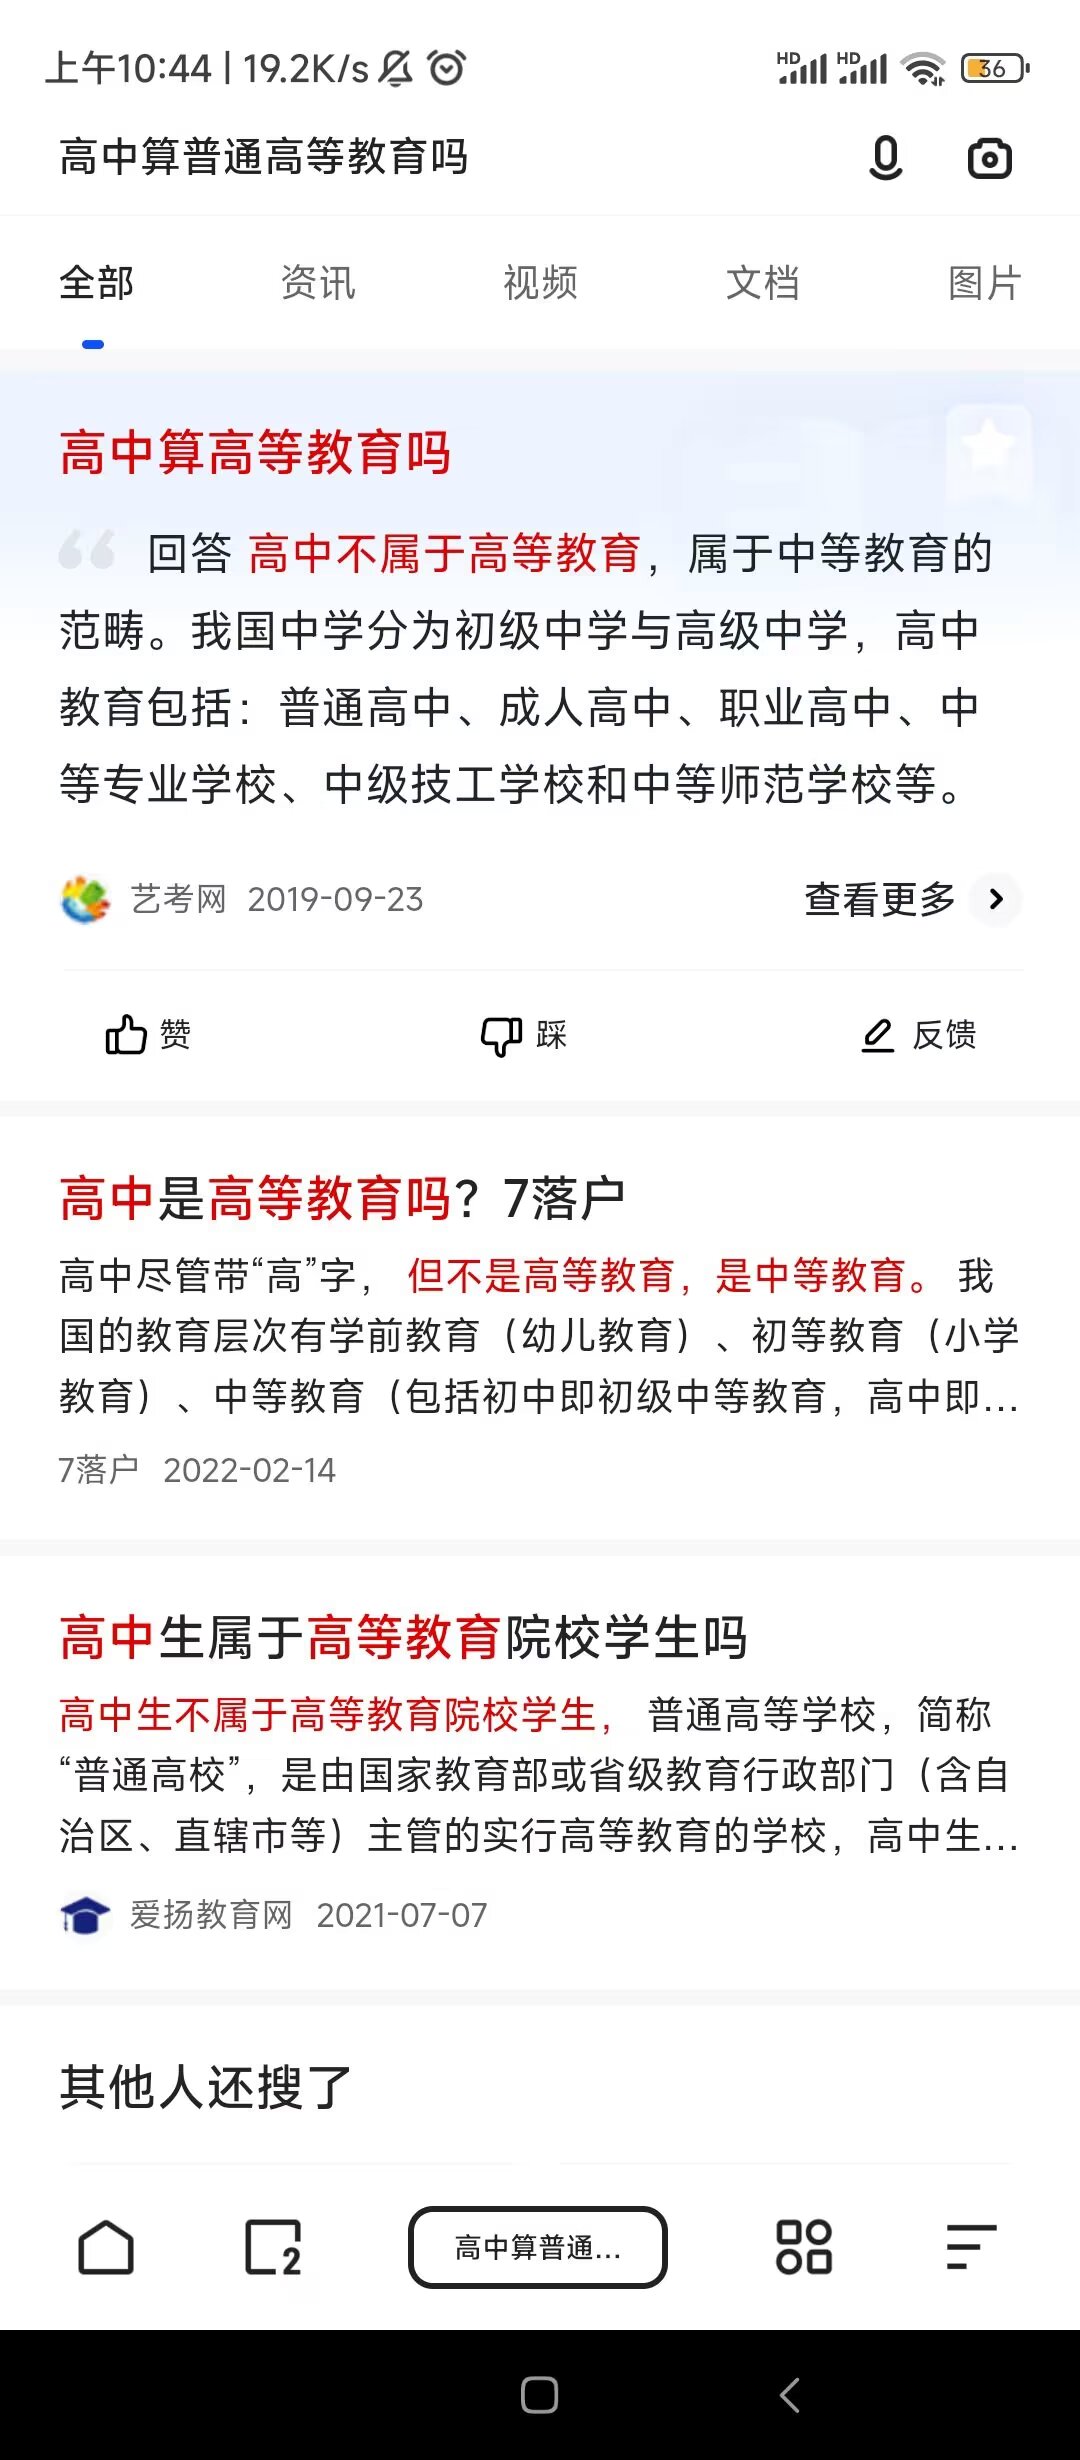 上午10:44 | 19.2K/s
HD HD 36
高中算普通高等教育吗
全部 资讯 视频 文档 图片
高中算高等教育吗
回答 高中不属于高等教育，属于中等教育的
范畴。我国中学分为初级中学与高级中学，高中
教育包括：普通高中、成人高中、职业高中、中
等专业学校、中级技工学校和中等师范学校等。
艺考网 2019-09-23 查看更多
赞 踩 反馈
高中是高等教育吗？7落户
高中尽管带“高”字，但不是高等教育，是中等教育。我
国的教育层次有学前教育（幼儿教育）、初等教育（小学
教育）、中等教育（包括初中即初级中等教育，高中即...
7落户 2022-02-14
高中生属于高等教育院校学生吗
高中生不属于高等教育院校学生，普通高等学校，简称
“普通高校”，是由国家教育部或省级教育行政部门（含自
治区、直辖市等）主管的实行高等教育的学校，高中生...
爱扬教育网 2021-07-07
其他人还搜了
2 高中算普通...